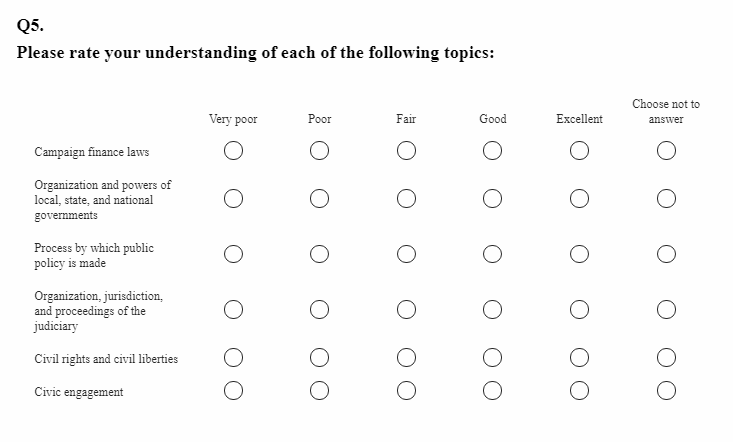 Q5.
Please rate your understanding of each of the following topics:
Choose not to
Very poor Poor Fair Good Excellent answer
Campaign finance laws
Organization and powers of
local, state, and national
governments
Process by which public
policy is made
Organization, jurisdiction,
and proceedings of the
judiciary
Civil rights and civil liberties
Civic engagement